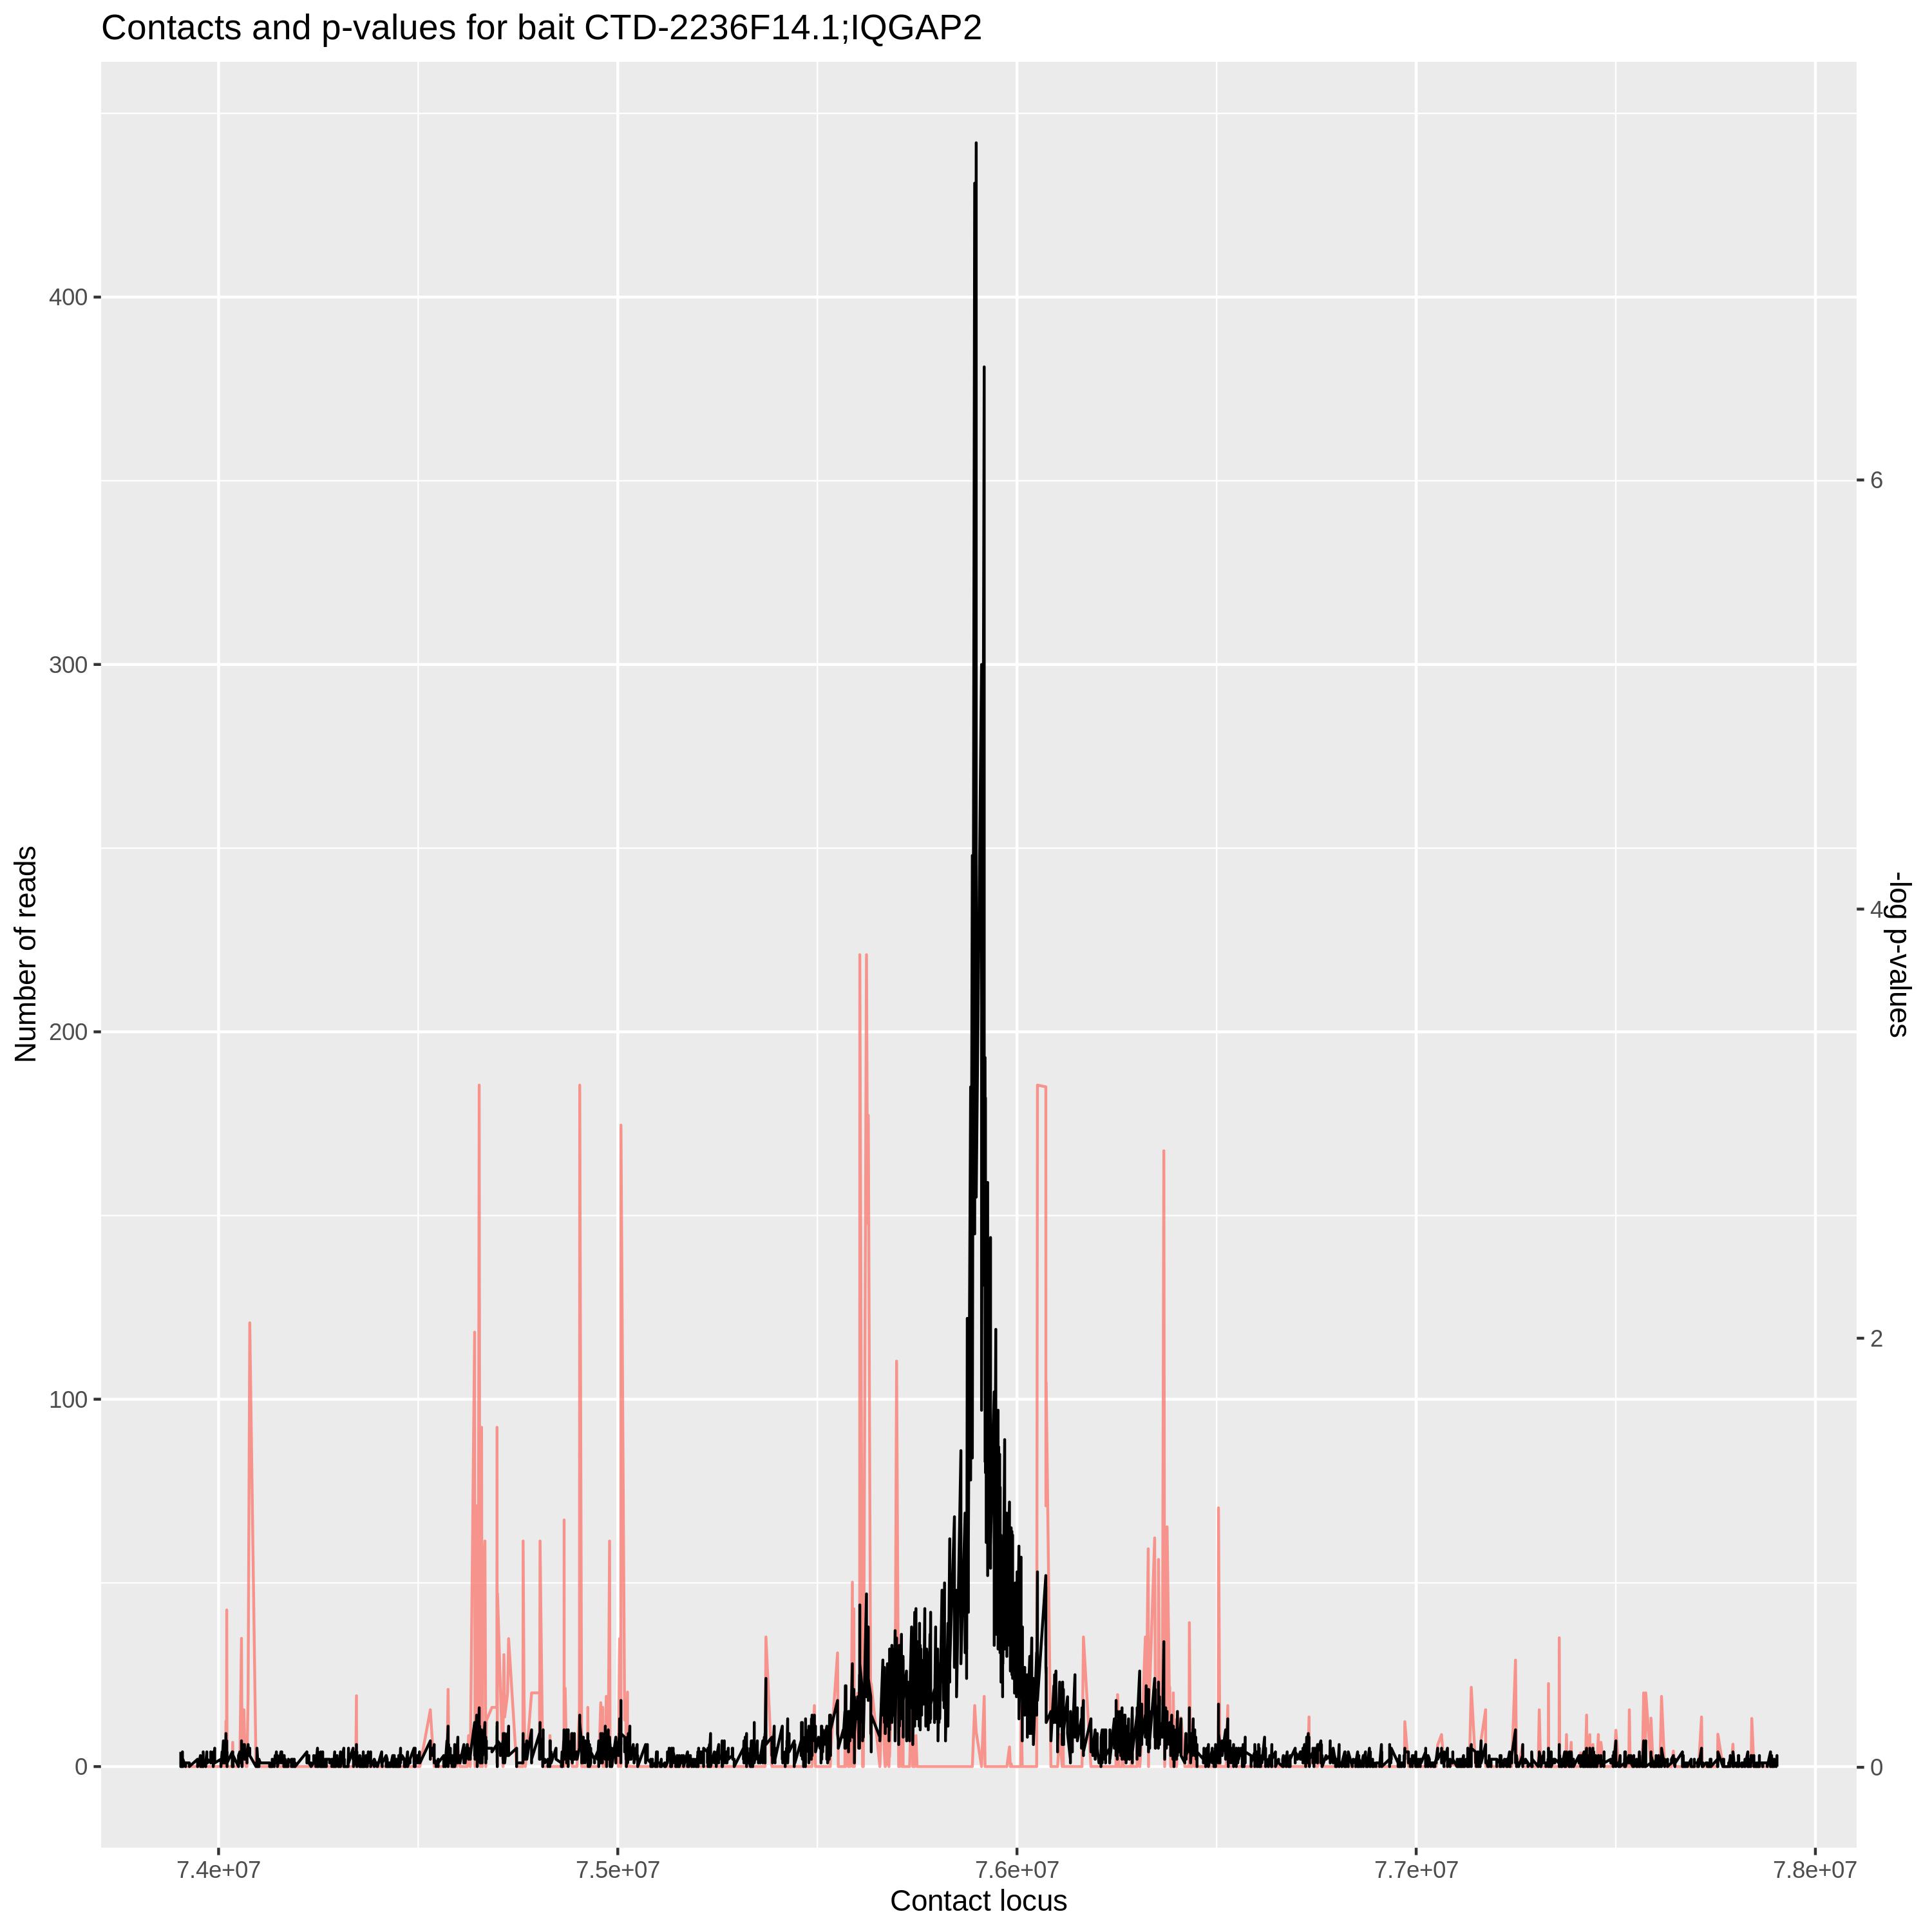 Contacts and p-values for bait CTD-2236F14.1;IQGAP2
Number of reads
400
300
200
100
0
6
4
2
0
-log p-values
7.4e+07
7.5e+07
7.6e+07
7.7e+07
7.8e+07
Contact locus